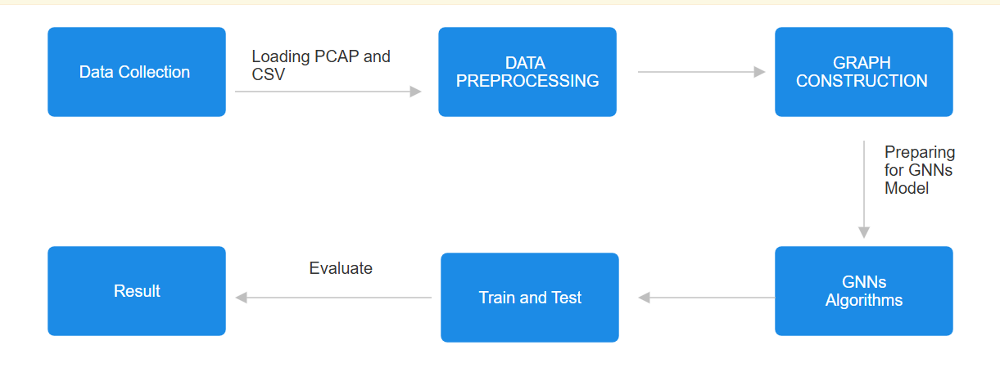 Data Collection
Loading PCAP and
CSV
DATA
PREPROCESSING
GRAPH
CONSTRUCTION
Preparing
for GNNs
Model
GNNs
Algorithms
Train and Test
Evaluate
Result